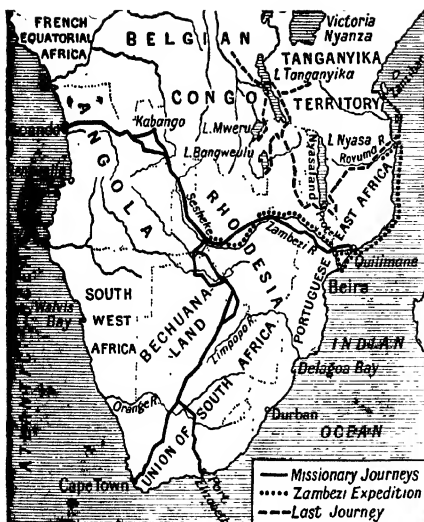 FRENCH
EQUATORIAL
AFRICA
BELGIAN
CONGO
Victoria
Nyanza
TANGANYIKA
L. Tanganyika
TERRITORY
Zanzibar
Kabango
L. Mweru
L. Bangweulu
Loanda
ANGOLA
L. Nyasa
Rovuma R
Nyasaland
RHODESIA
Sesheke
Zambezi R
PORTUGUESE EAST AFRICA
Quilimane
Beira
SOUTH
WEST
AFRICA
Walvis
Bay
BECHUANA-
LAND
Limpopo R
INDIAN
OCEAN
Delagoa Bay
Orange R
UNION OF SOUTH AFRICA
Durban
Cape Town
Port
Elizabeth
Missionary Journeys
Zambezi Expedition
Last Journey